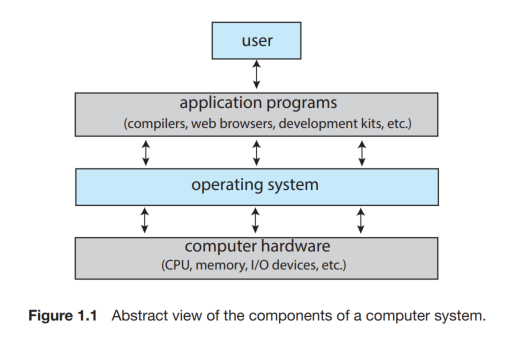 user
application programs
(compilers, web browsers, development kits, etc.)
operating system
computer hardware
(CPU, memory, I/O devices, etc.)
Figure 1.1 Abstract view of the components of a computer system.